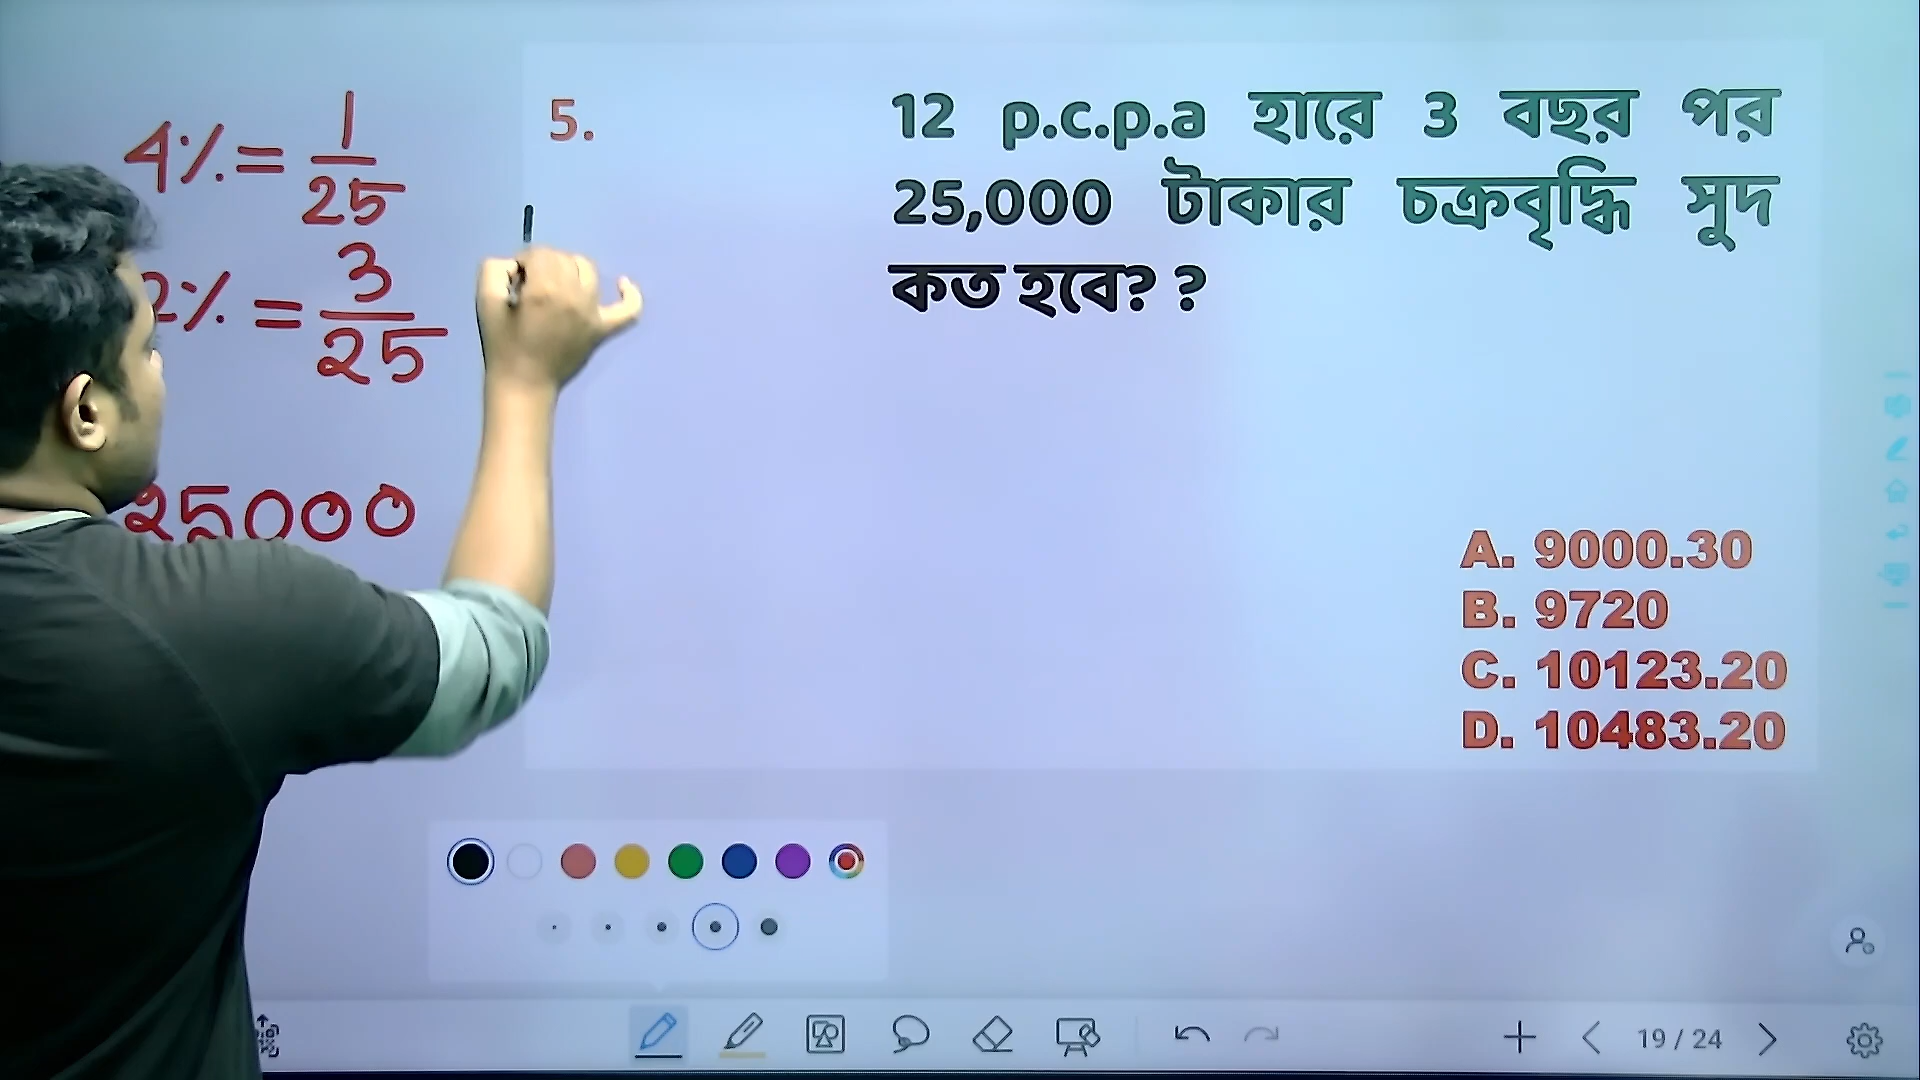 4% = 1/25
2% = 3/25
25000
5.
12 p.c.p.a হারে 3 বছর পর
25,000 টাকার চক্রবৃদ্ধি সুদ
কত হবে? ?
A. 9000.30
B. 9720
C. 10123.20
D. 10483.20
19 / 24